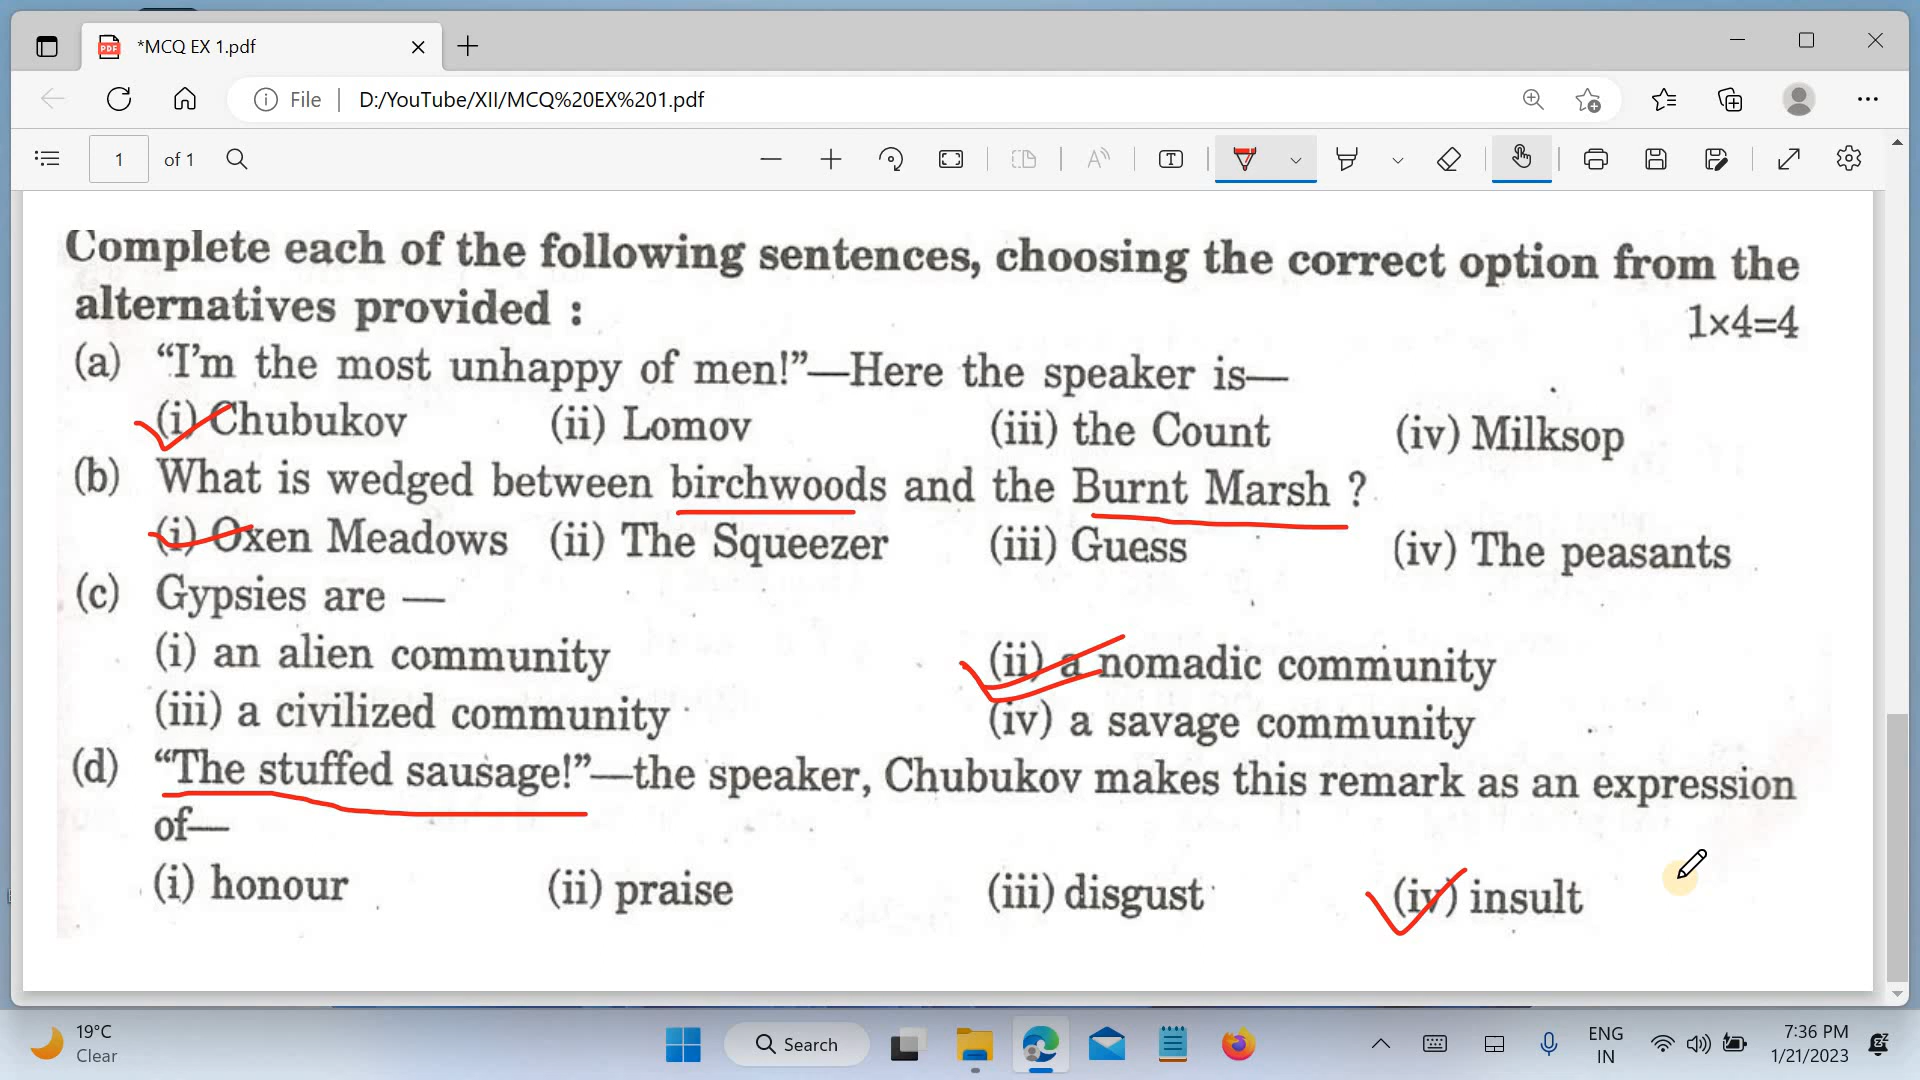 *MCQ EX 1.pdf
File D:/YouTube/XII/MCQ%20EX%201.pdf
1 of 1
Complete each of the following sentences, choosing the correct option from the
alternatives provided :
1×4=4
(a) “I’m the most unhappy of men!”—Here the speaker is—
(i) Chubukov (ii) Lomov (iii) the Count (iv) Milksop
(b) What is wedged between birchwoods and the Burnt Marsh ?
(i) Oxen Meadows (ii) The Squeezer (iii) Guess (iv) The peasants
(c) Gypsies are —
(i) an alien community (ii) a nomadic community
(iii) a civilized community (iv) a savage community
(d) “The stuffed sausage!”—the speaker, Chubukov makes this remark as an expression
of—
(i) honour (ii) praise (iii) disgust (iv) insult
19°C
Clear
Search
ENG
IN
7:36 PM
1/21/2023